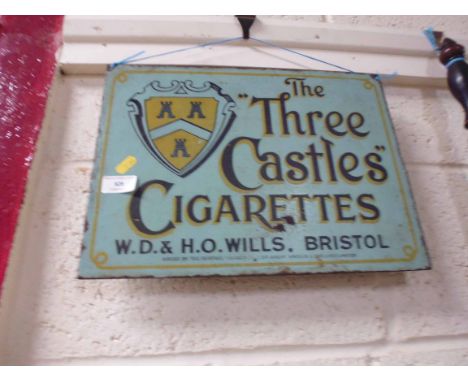 The
"Three
Castles"
CIGARETTES
W.D. & H.O. WILLS, BRISTOL